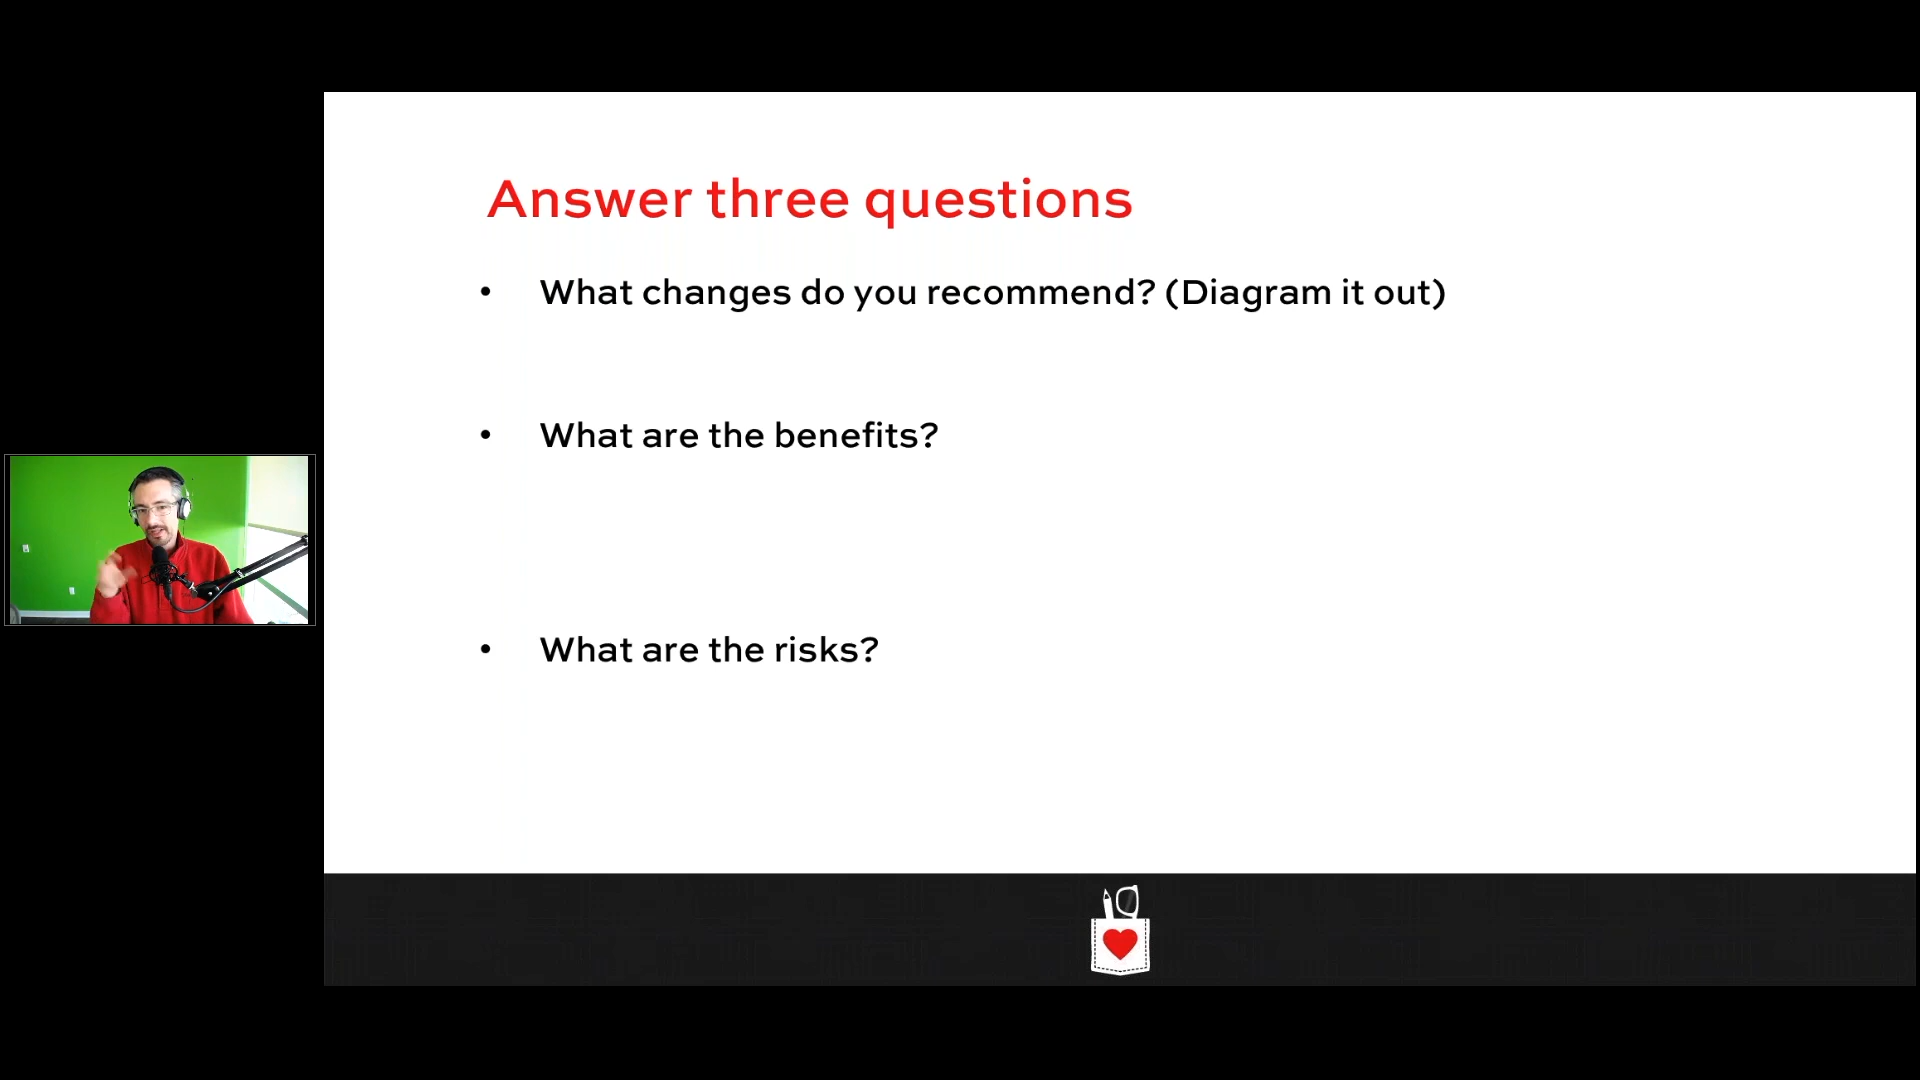 Answer three questions
• What changes do you recommend? (Diagram it out)
• What are the benefits?
• What are the risks?